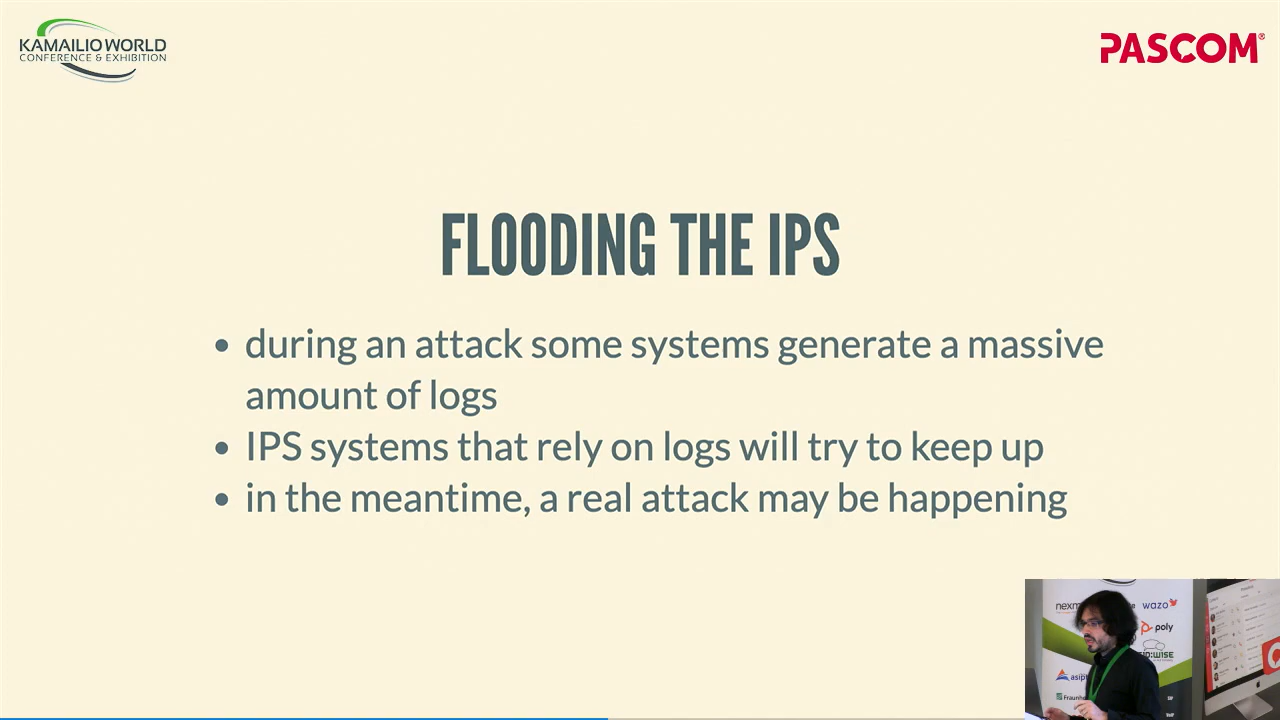 KAMAILIO WORLD
CONFERENCE & EXHIBITION
PASCOM®
FLOODING THE IPS
• during an attack some systems generate a massive
amount of logs
• IPS systems that rely on logs will try to keep up
• in the meantime, a real attack may be happening
wazo
poly